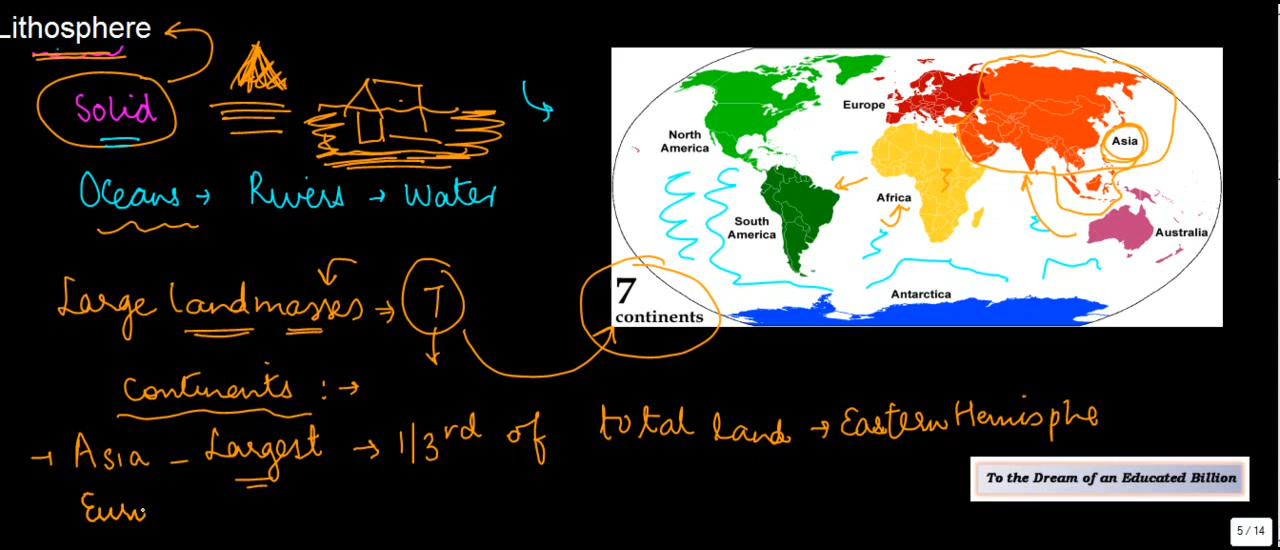 Lithosphere
Solid
Oceans → Rivers → Water
Large landmasses → 7
Continents : →
→ Asia - Largest → 1/3rd of total land → Eastern Hemisphe
Euro
North
America
Europe
Asia
Africa
South
America
Australia
Antarctica
7
continents
To the Dream of an Educated Billion
5 / 14